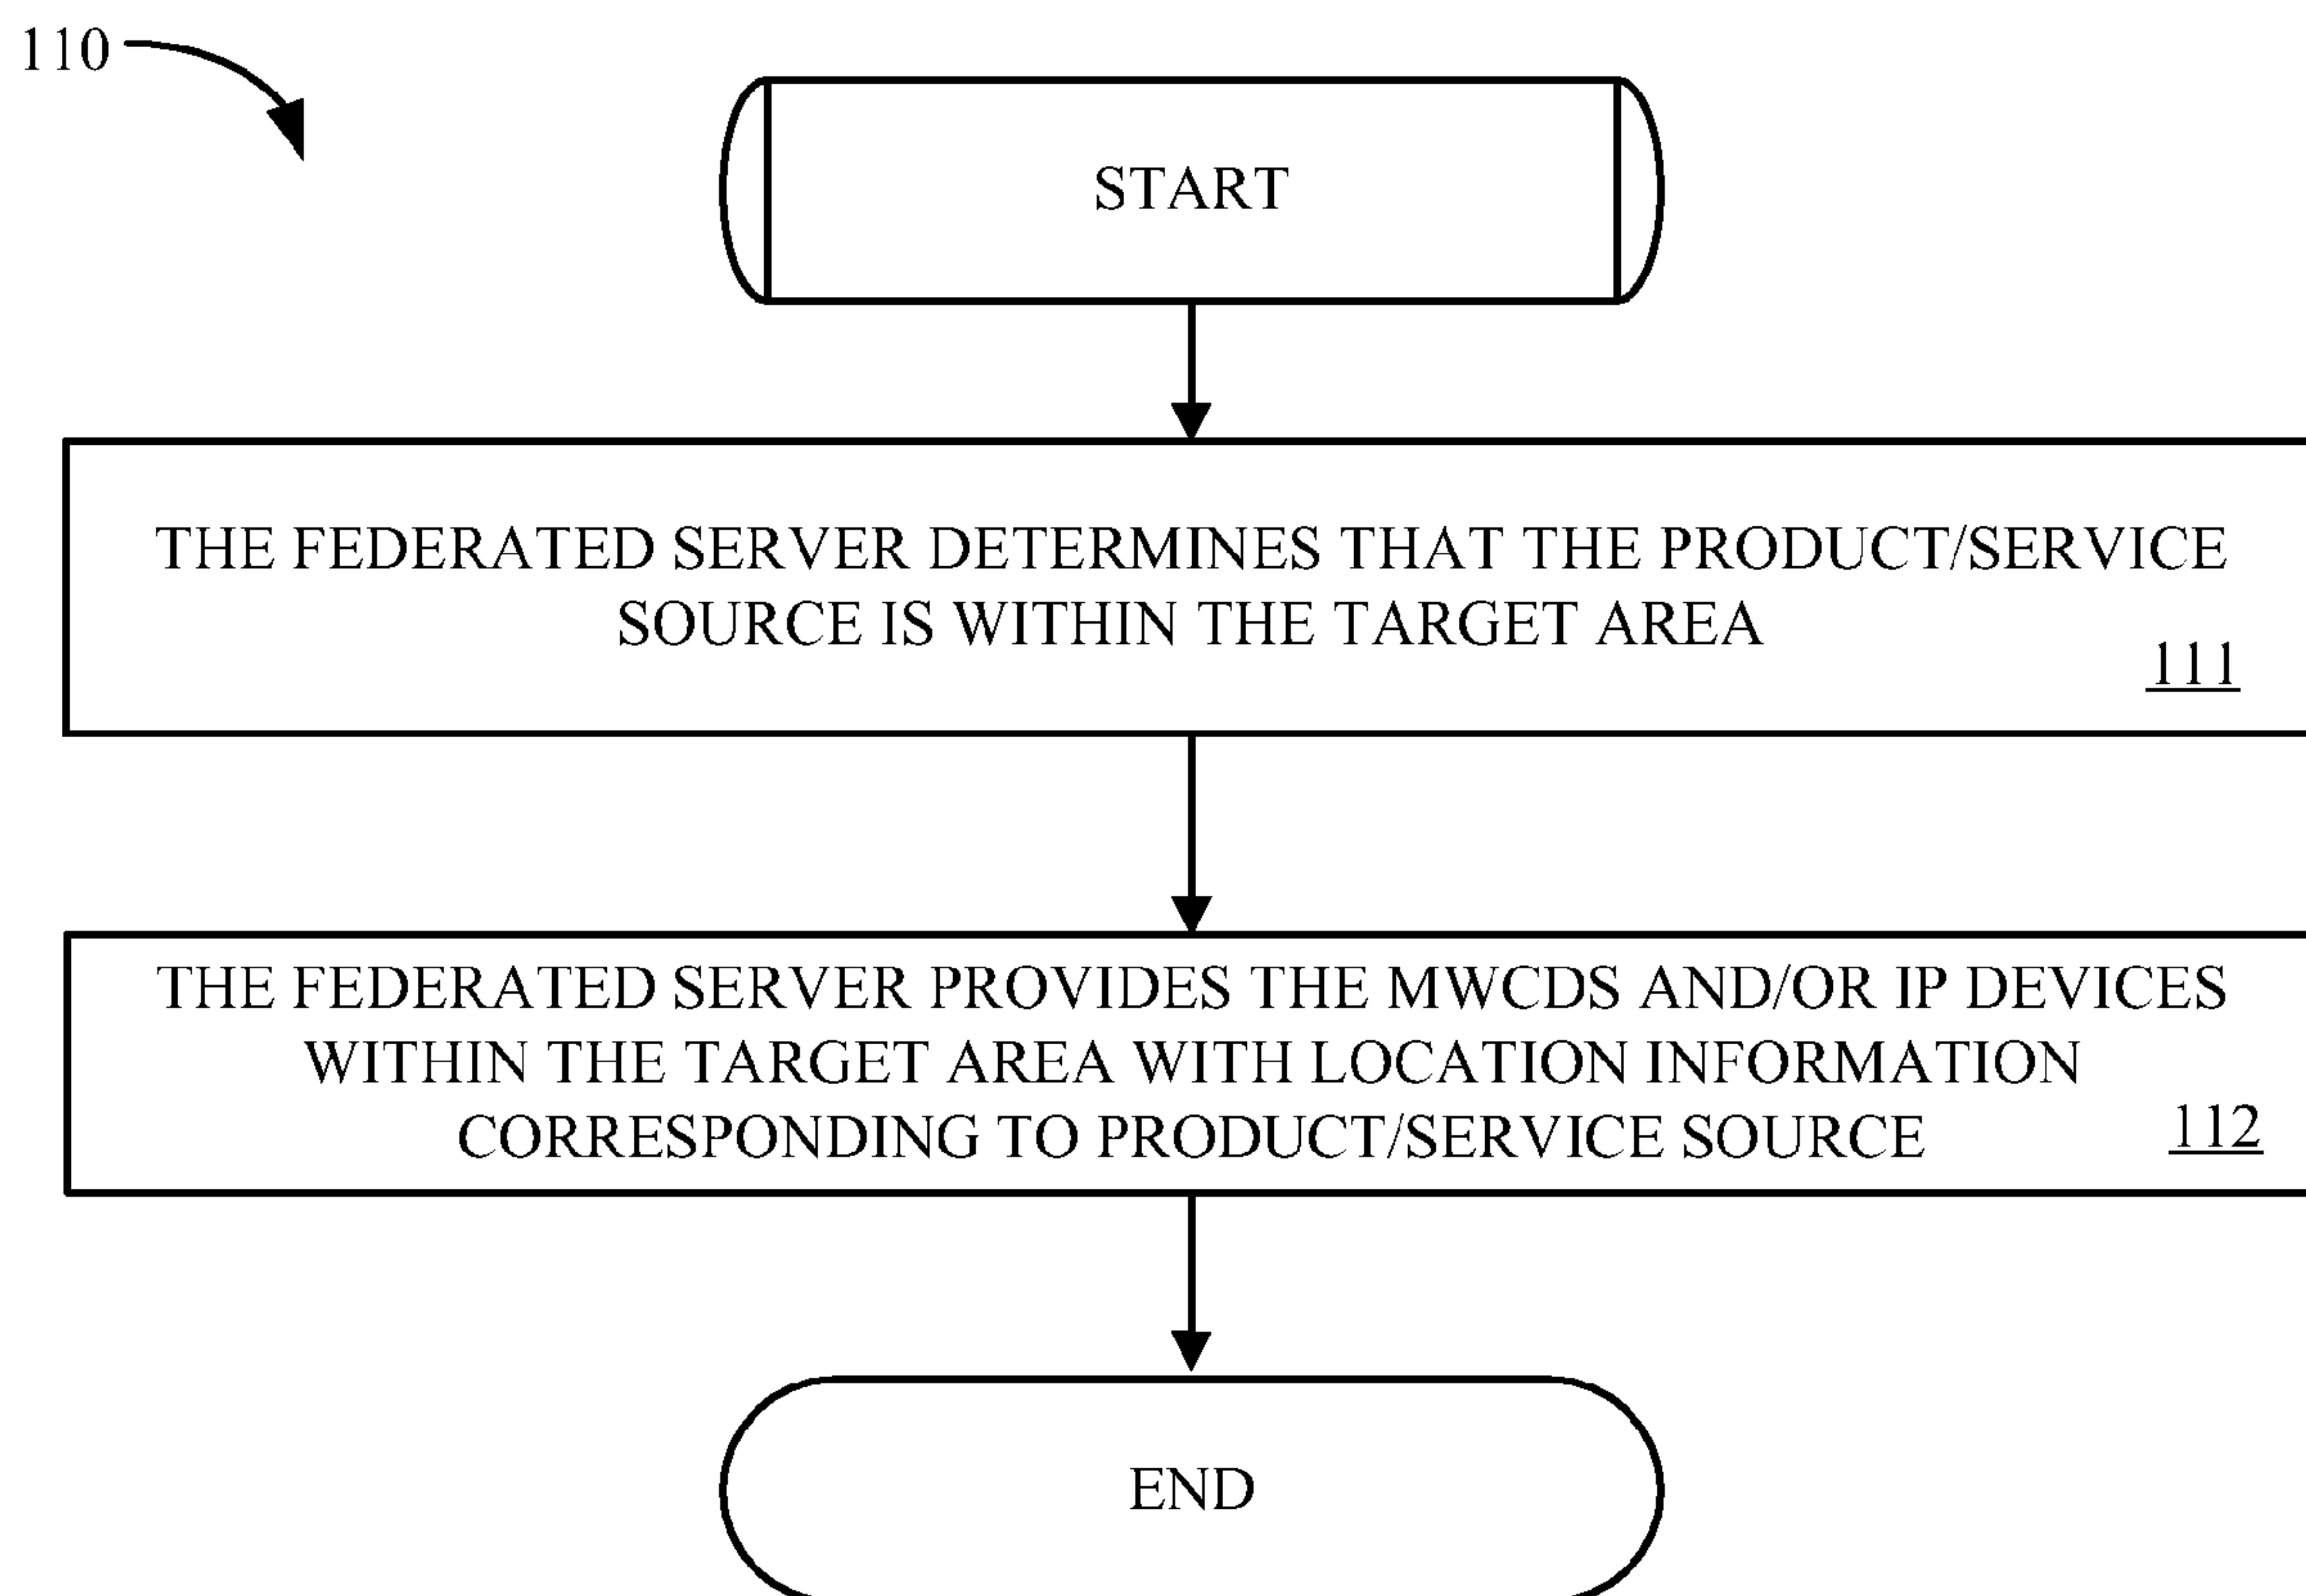 110
START
THE FEDERATED SERVER DETERMINES THAT THE PRODUCT/SERVICE
SOURCE IS WITHIN THE TARGET AREA
111
THE FEDERATED SERVER PROVIDES THE MWCDS AND/OR IP DEVICES
WITHIN THE TARGET AREA WITH LOCATION INFORMATION
CORRESPONDING TO PRODUCT/SERVICE SOURCE
112
END